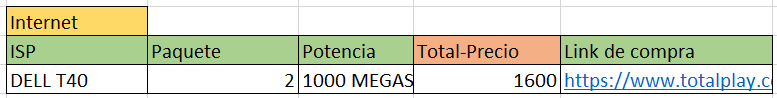 Internet
ISP Paquete Potencia Total-Precio Link de compra
DELL T40 2 1000 MEGAS 1600 https://www.totalplay.c